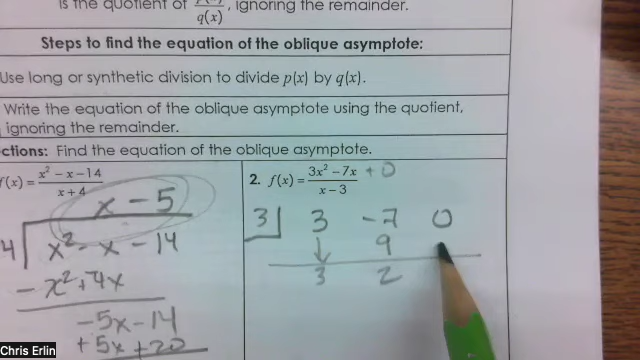 is the quotient of p(x)/q(x), ignoring the remainder.
Steps to find the equation of the oblique asymptote:
Use long or synthetic division to divide p(x) by q(x).
Write the equation of the oblique asymptote using the quotient,
ignoring the remainder.
ctions: Find the equation of the oblique asymptote.
f(x) = x² − x − 14 / x + 4
x − 5
4 x² − x − 14
− x² + 4x
−5x − 14
+ 5x + 20
2. f(x) = 3x² − 7x / x − 3 + 0
3 3 −7 0
9
3 2
Chris Erlin